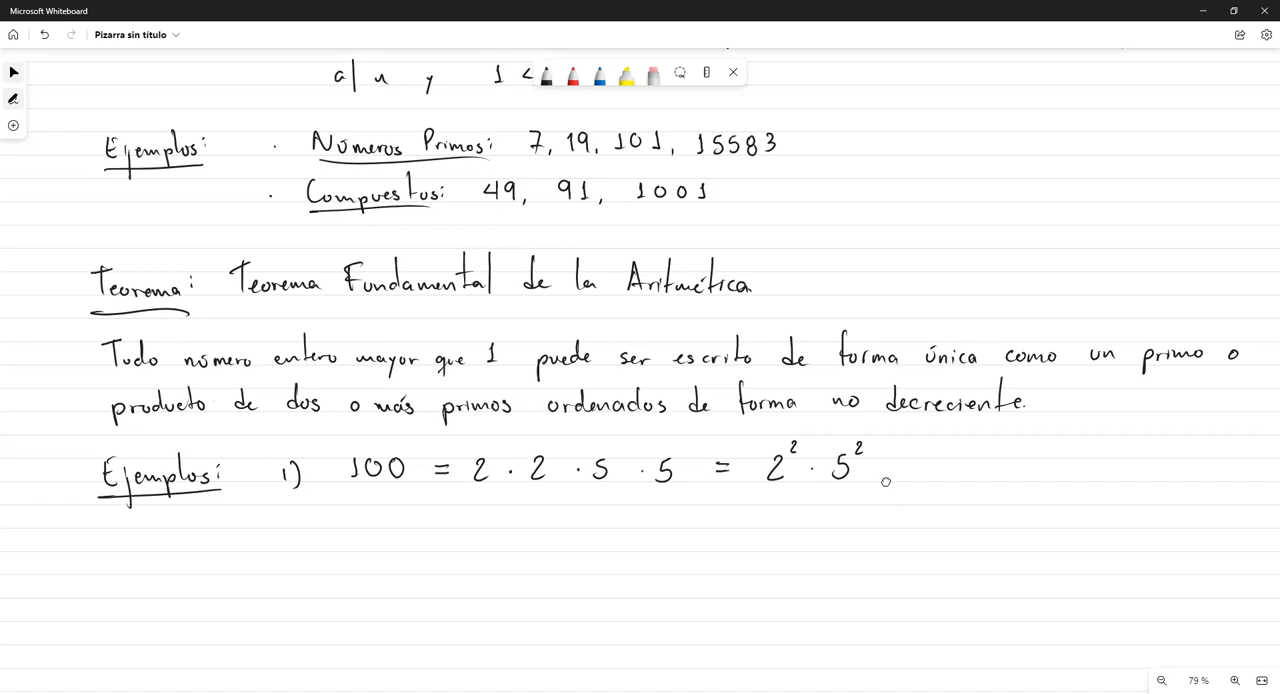 Microsoft Whiteboard
Pizarra sin título
a | n y 1 <
Ejemplos: · Números Primos: 7, 19, 101, 15583
· Compuestos: 49, 91, 1001
Teorema: Teorema Fundamental de la Aritmética
Todo número entero mayor que 1 puede ser escrito de forma única como un primo o
producto de dos o más primos ordenados de forma no decreciente.
Ejemplos: 1) 100 = 2 · 2 · 5 · 5 = 2² · 5²
79 %